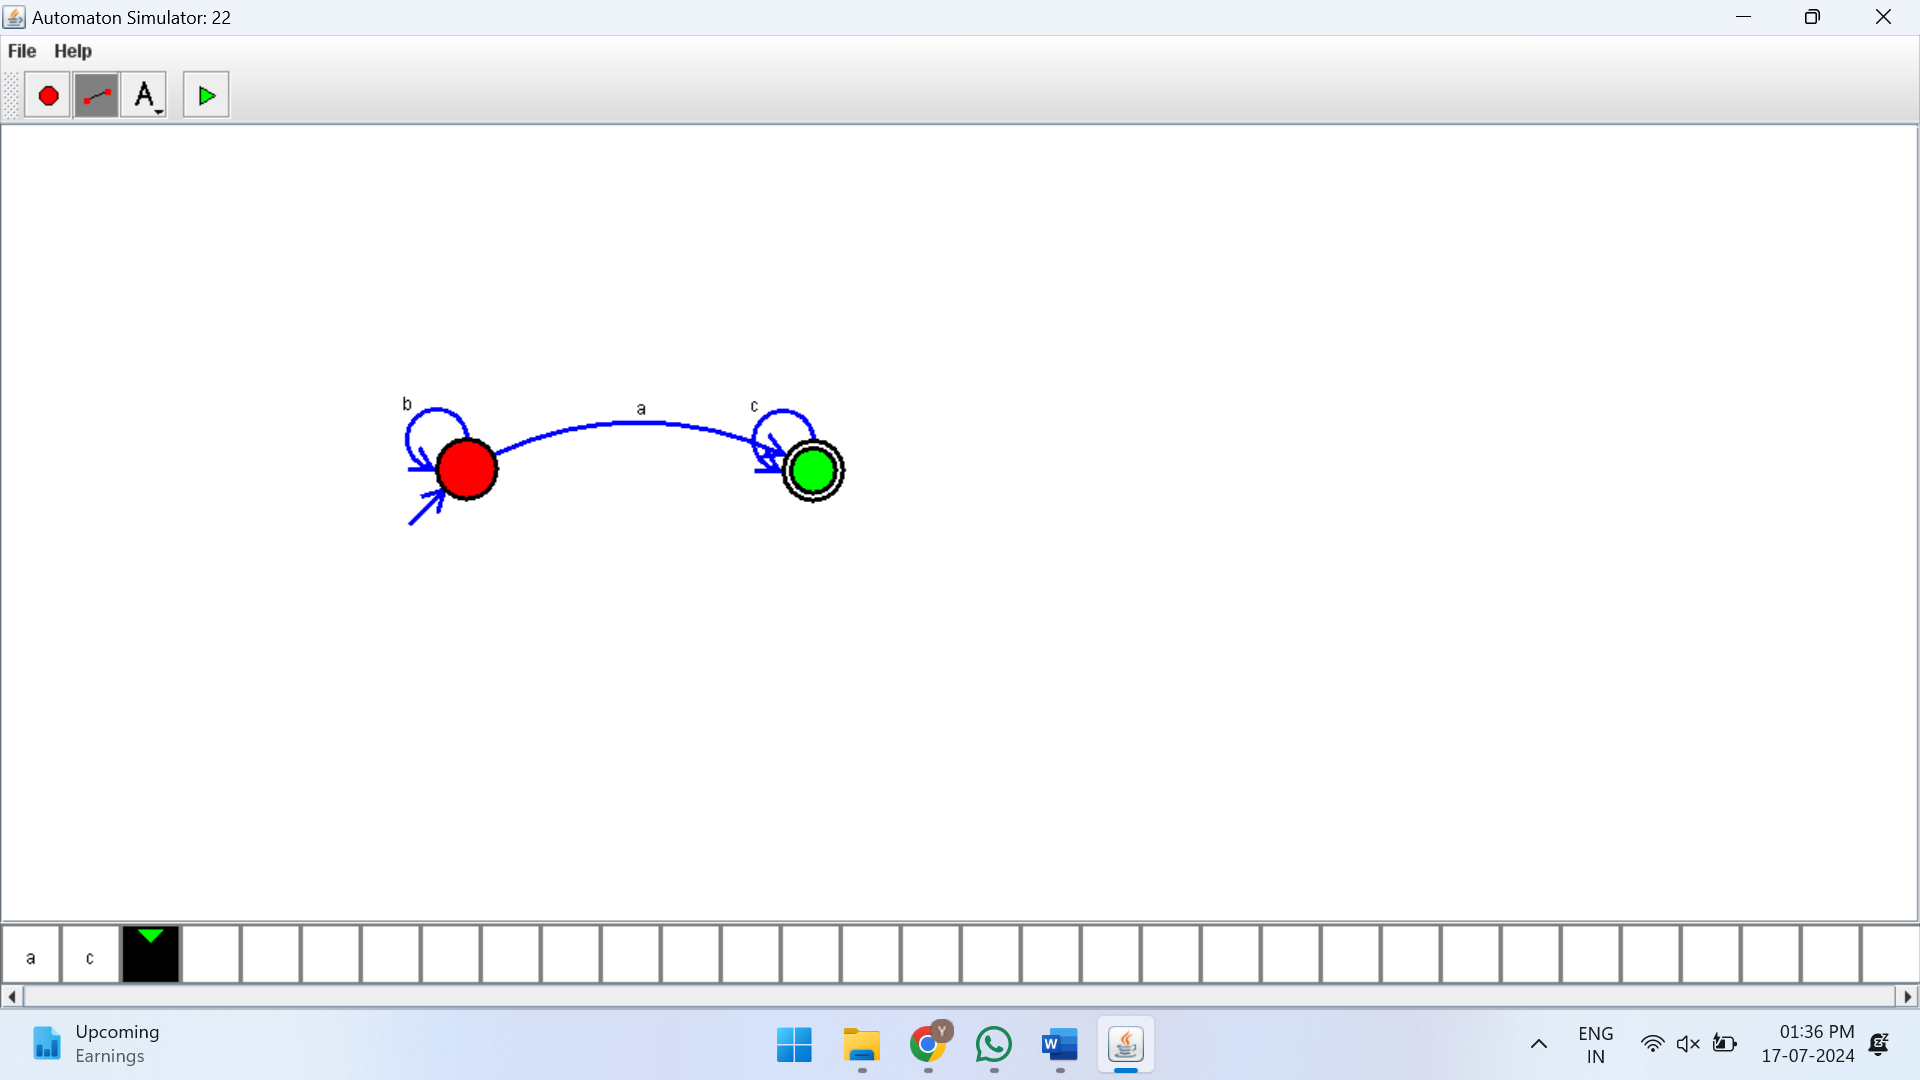 Automaton Simulator: 22
File Help
A
b
a
c
a c
Upcoming
Earnings
Y
W
ENG
IN
01:36 PM
17-07-2024